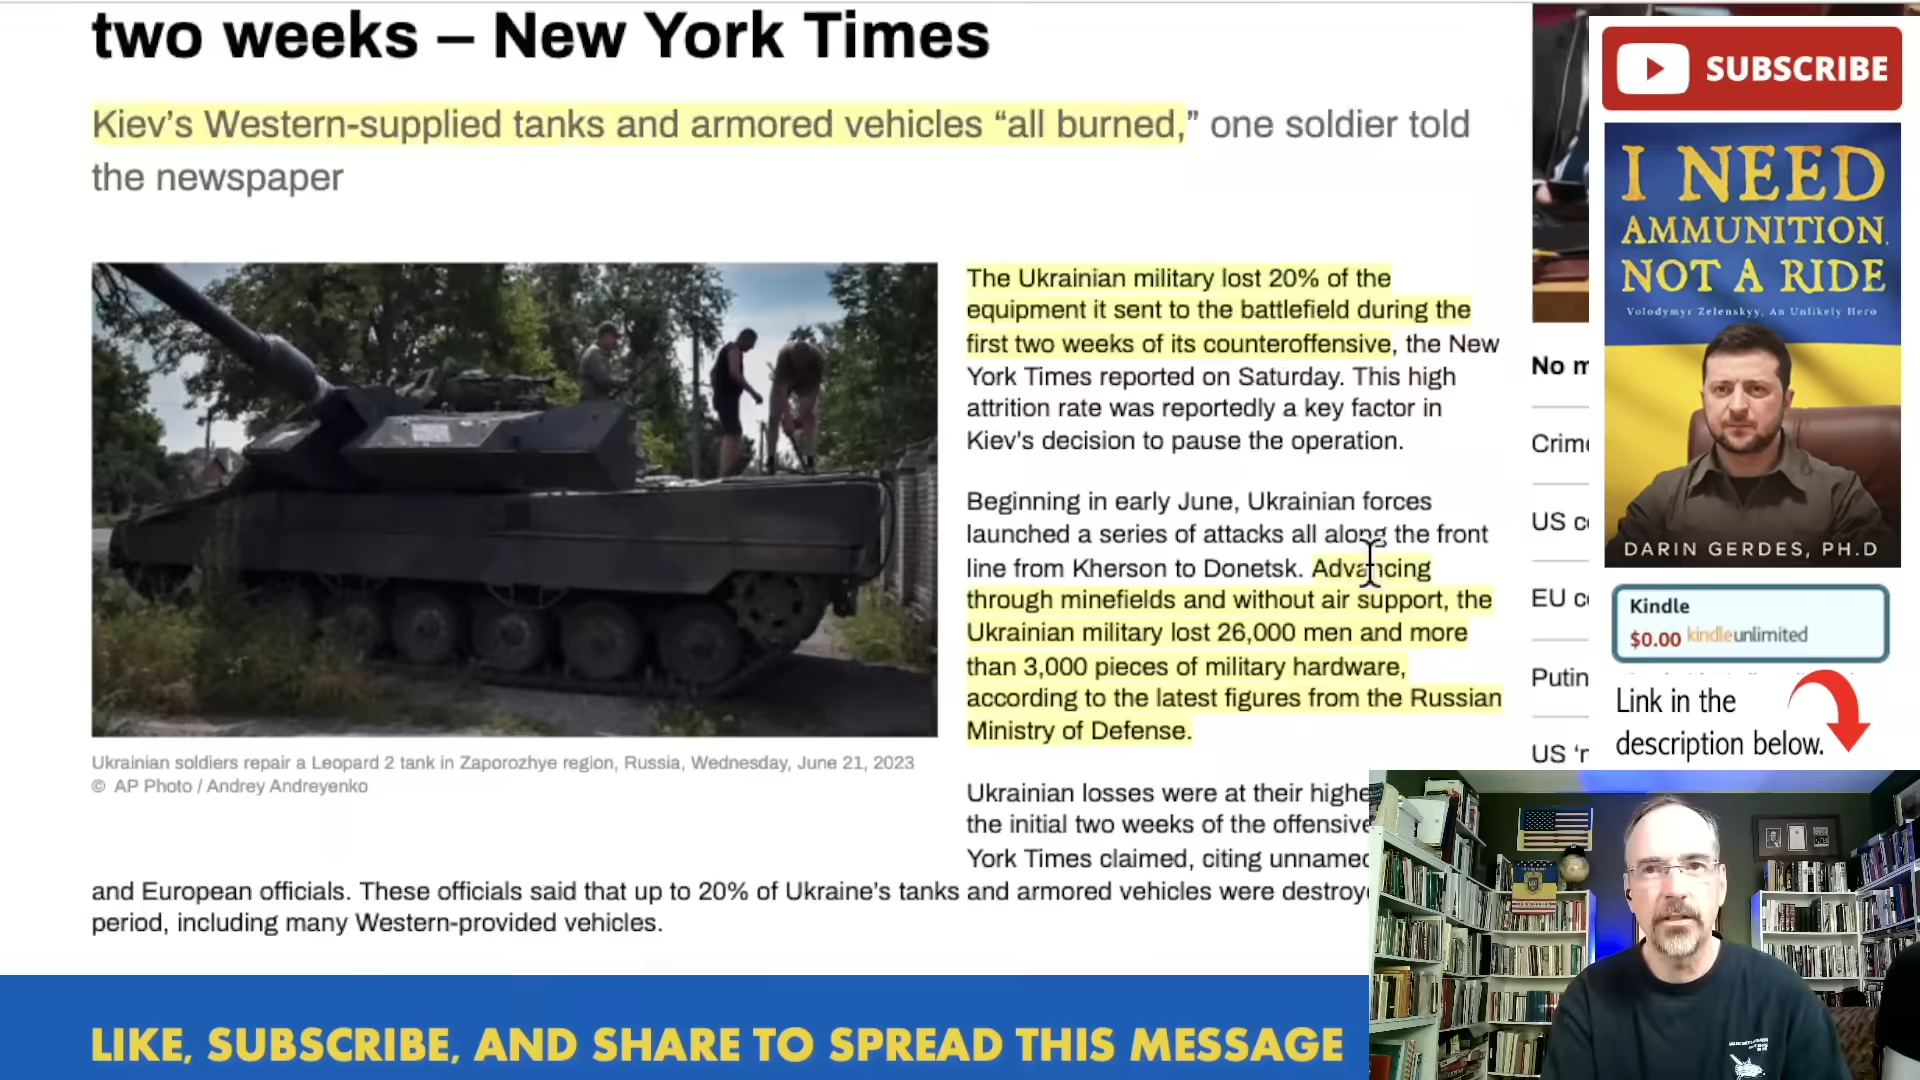 two weeks – New York Times
Kiev’s Western-supplied tanks and armored vehicles “all burned,” one soldier told
the newspaper
The Ukrainian military lost 20% of the
equipment it sent to the battlefield during the
first two weeks of its counteroffensive, the New
York Times reported on Saturday. This high
attrition rate was reportedly a key factor in
Kiev’s decision to pause the operation.
Beginning in early June, Ukrainian forces
launched a series of attacks all along the front
line from Kherson to Donetsk. Advancing
through minefields and without air support, the
Ukrainian military lost 26,000 men and more
than 3,000 pieces of military hardware,
according to the latest figures from the Russian
Ministry of Defense.
Ukrainian soldiers repair a Leopard 2 tank in Zaporozhye region, Russia, Wednesday, June 21, 2023
© AP Photo / Andrey Andreyenko
Ukrainian losses were at their highe
the initial two weeks of the offensive
York Times claimed, citing unnamed
and European officials. These officials said that up to 20% of Ukraine’s tanks and armored vehicles were destroye
period, including many Western-provided vehicles.
No m
Crime
US c
EU c
Putin
US ‘r
SUBSCRIBE
I NEED
AMMUNITION,
NOT A RIDE
Volodymyr Zelenskyy, An Unlikely Hero
DARIN GERDES, PH.D
Kindle
$0.00 kindleunlimited
Link in the
description below.
LIKE, SUBSCRIBE, AND SHARE TO SPREAD THIS MESSAGE